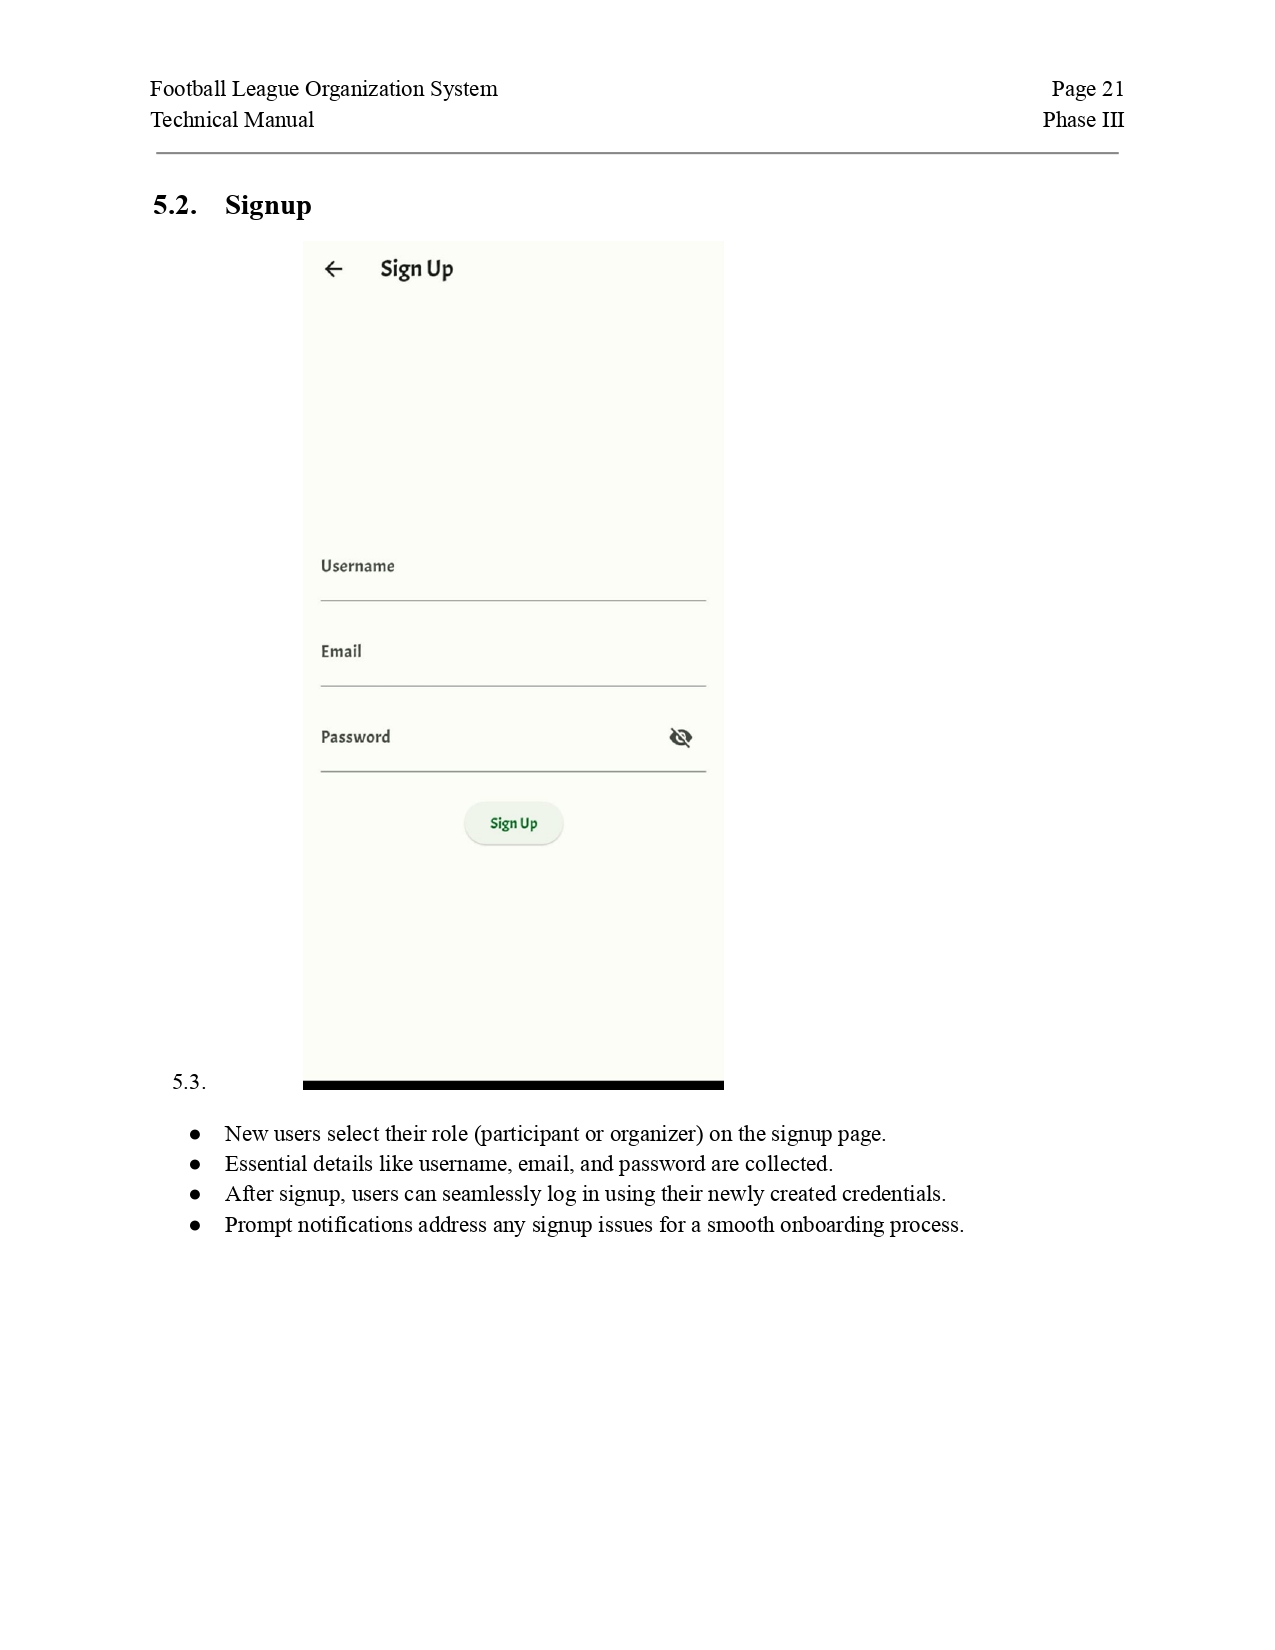 Football League Organization System Page 21
Technical Manual Phase III
5.2. Signup
Sign Up
Username
Email
Password
Sign Up
5.3.
● New users select their role (participant or organizer) on the signup page.
● Essential details like username, email, and password are collected.
● After signup, users can seamlessly log in using their newly created credentials.
● Prompt notifications address any signup issues for a smooth onboarding process.